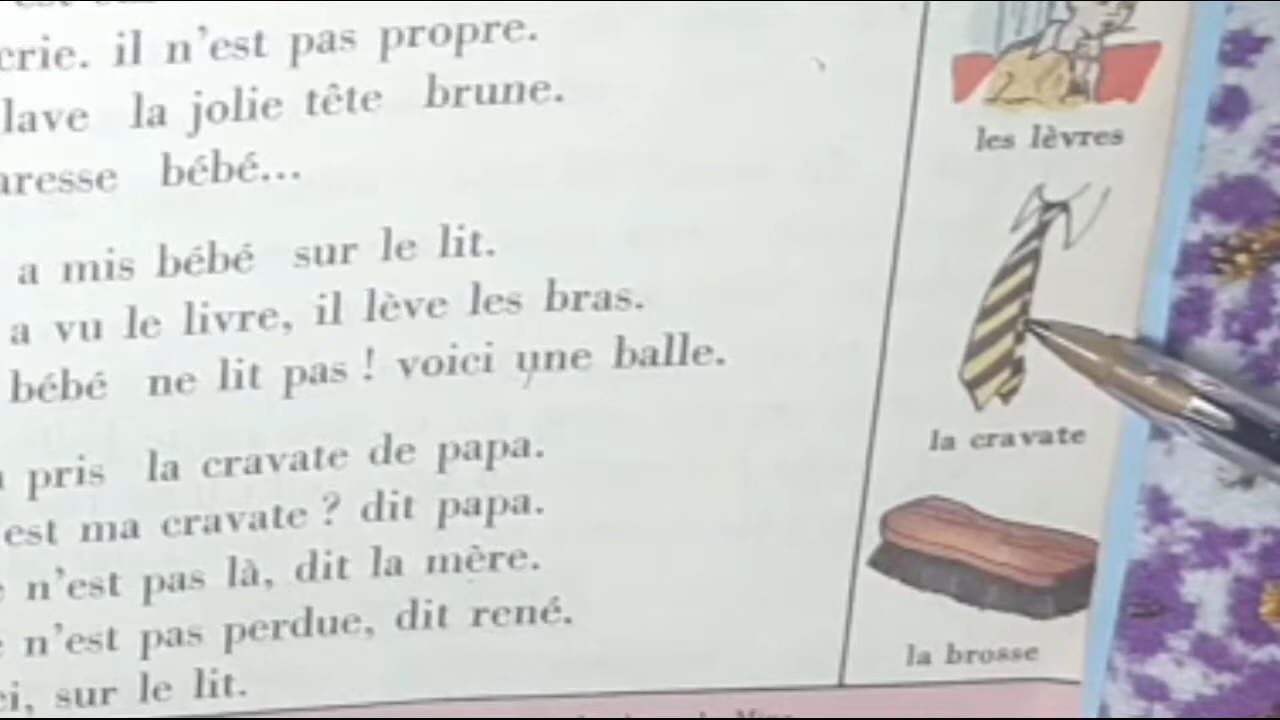 crie. il n'est pas propre.
lave la jolie tête brune.
bébé...
a mis bébé sur le lit.
a vu le livre, il lève les bras.
bébé ne lit pas ! voici une balle.
pris la cravate de papa.
est ma cravate ? dit papa.
n'est pas là, dit la mère.
n'est pas perdue, dit rené.
sur le lit.
les lèvres
la cravate
la brosse